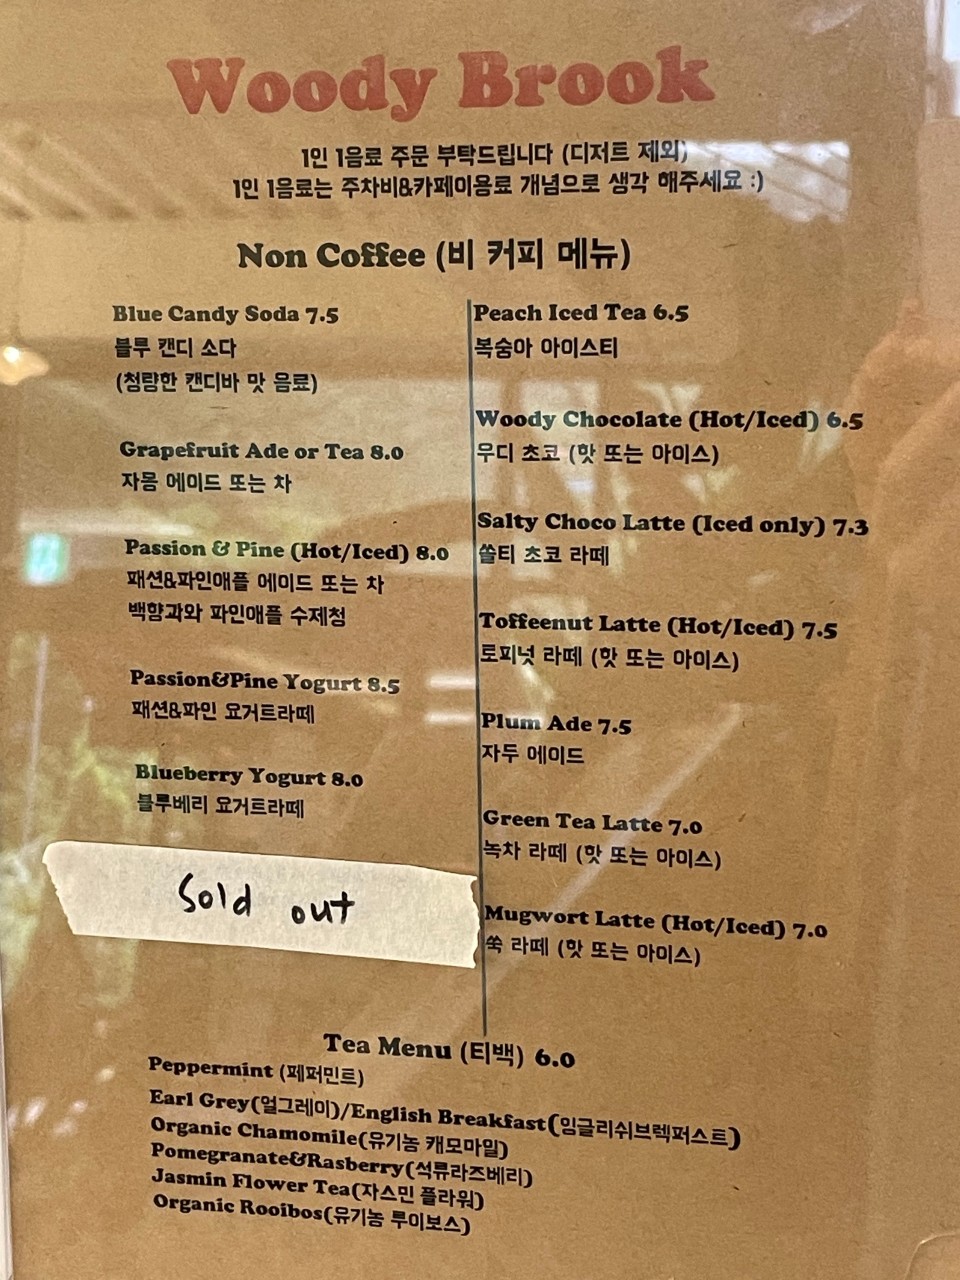 Woody Brook
1인 1음료 주문 부탁드립니다 (디저트 제외)
1인 1음료는 주차비&카페이용료 개념으로 생각 해주세요 :)
Non Coffee (비 커피 메뉴)
Blue Candy Soda 7.5
블루 캔디 소다
(청량한 캔디바 맛 음료)
Grapefruit Ade or Tea 8.0
자몽 에이드 또는 차
Passion & Pine (Hot/Iced) 8.0
패션&파인애플 에이드 또는 차
백향과와 파인애플 수제청
Passion&Pine Yogurt 8.5
패션&파인 요거트라떼
Blueberry Yogurt 8.0
블루베리 요거트라떼
Sold out
Peach Iced Tea 6.5
복숭아 아이스티
Woody Chocolate (Hot/Iced) 6.5
우디 초코 (핫 또는 아이스)
Salty Choco Latte (Iced only) 7.3
쏠티 초코 라떼
Toffeenut Latte (Hot/Iced) 7.5
토피넛 라떼 (핫 또는 아이스)
Plum Ade 7.5
자두 에이드
Green Tea Latte 7.0
녹차 라떼 (핫 또는 아이스)
Mugwort Latte (Hot/Iced) 7.0
쑥 라떼 (핫 또는 아이스)
Tea Menu (티백) 6.0
Peppermint (페퍼민트)
Earl Grey(얼그레이)/English Breakfast(잉글리쉬브렉퍼스트)
Organic Chamomile(유기농 캐모마일)
Pomegranate&Rasberry(석류라즈베리)
Jasmin Flower Tea(자스민 플라워)
Organic Rooibos(유기농 루이보스)